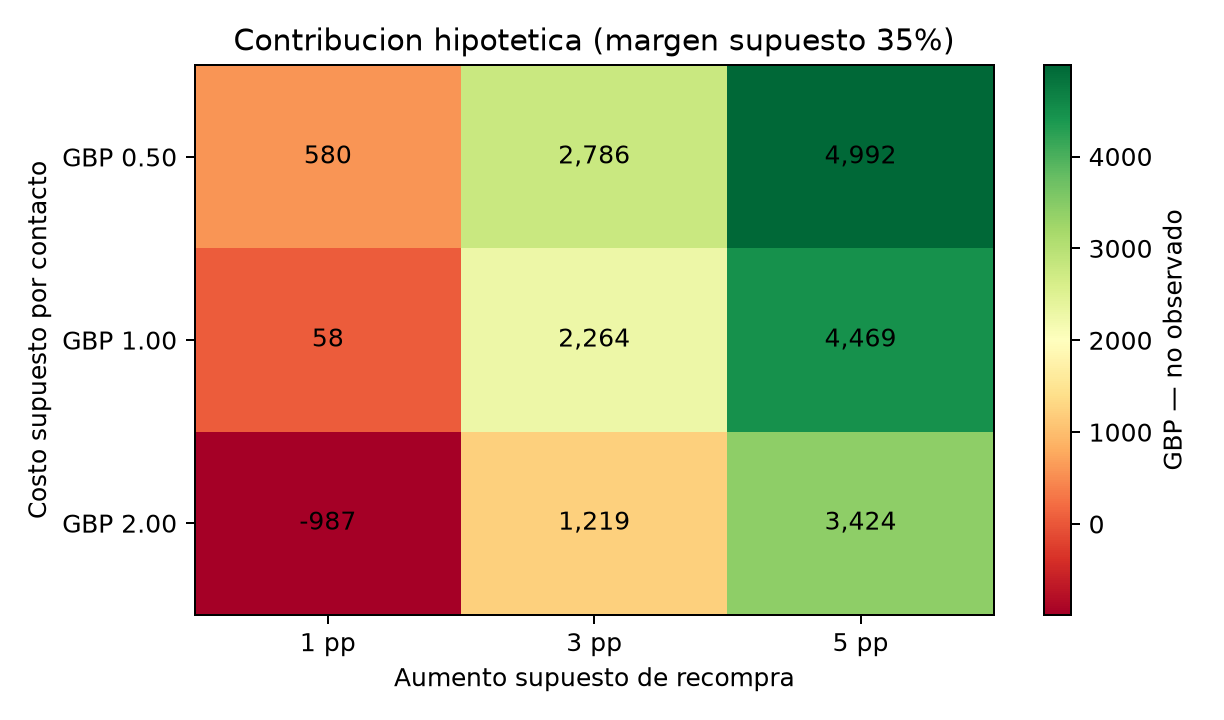 Contribucion hipotetica (margen supuesto 35%)
Costo supuesto por contacto
GBP 0.50
580
2,786
4,992
GBP 1.00
58
2,264
4,469
GBP 2.00
-987
1,219
3,424
1 pp
3 pp
5 pp
Aumento supuesto de recompra
4000
3000
2000
1000
0
GBP — no observado